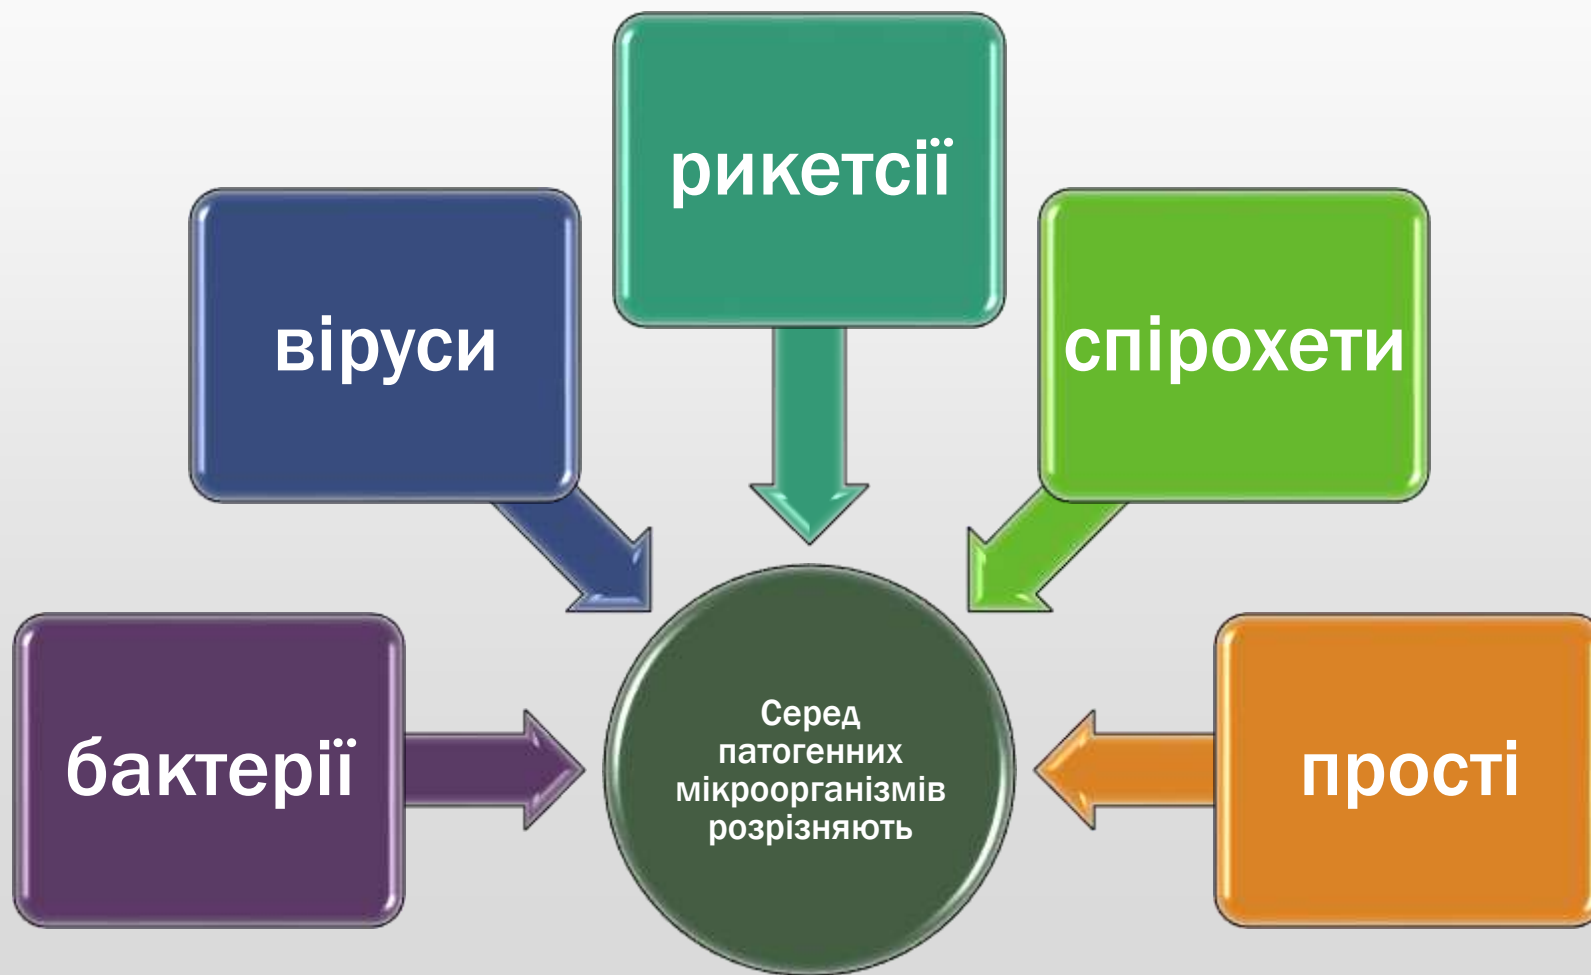 рикетсії
віруси
спірохети
бактерії
Серед
патогенних
мікроорганізмів
розрізняють
прості